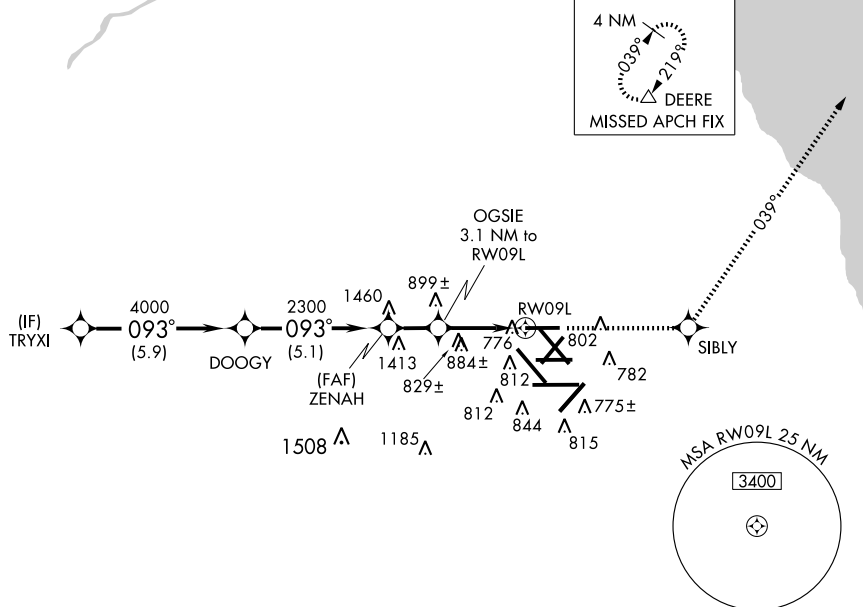 4 NM
039°
219°
DEERE
MISSED APCH FIX
039°
OGSIE
3.1 NM to
RW09L
1460
899±
RW09L
(IF)
TRYXI
4000
093°
(5.9)
DOOGY
2300
093°
(5.1)
(FAF)
ZENAH
1413
829±
884±
776
802
SIBLY
812
782
812
844
775±
815
1508
1185
MSA RW09L 25 NM
3400